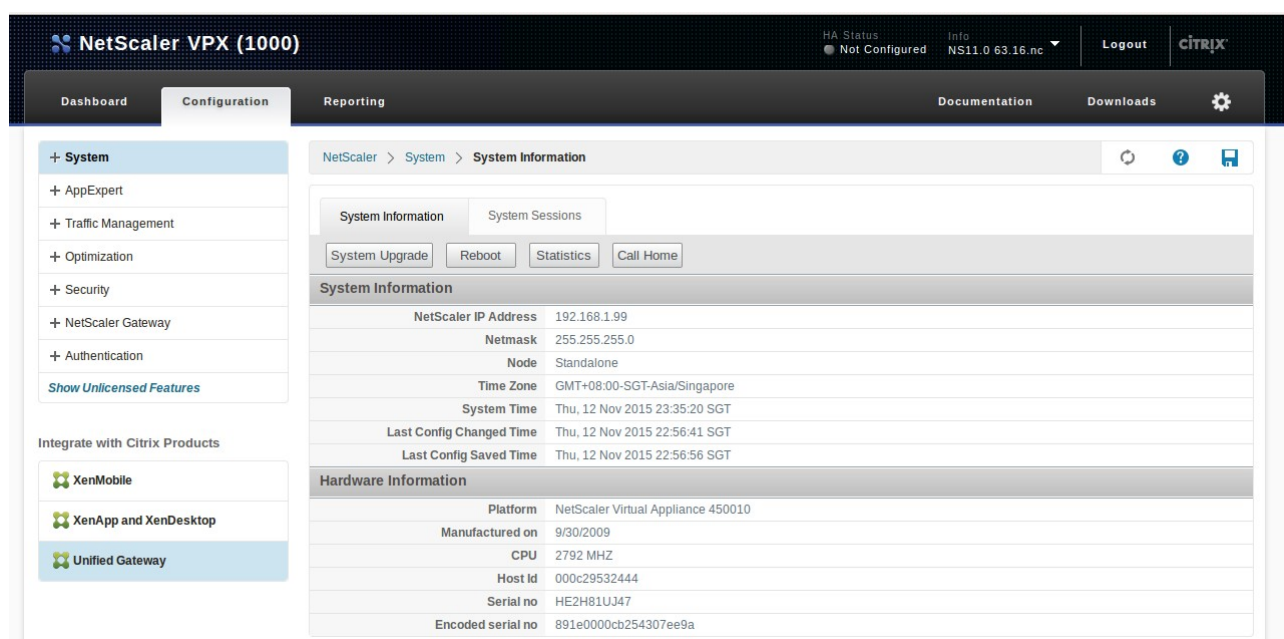 NetScaler VPX (1000)
HA Status
Not Configured
Info
NS11.0 63.16.nc
Logout
CİTRIX
Dashboard
Configuration
Reporting
Documentation
Downloads
+ System
+ AppExpert
+ Traffic Management
+ Optimization
+ Security
+ NetScaler Gateway
+ Authentication
Show Unlicensed Features
Integrate with Citrix Products
XenMobile
XenApp and XenDesktop
Unified Gateway
NetScaler > System > System Information
System Information
System Sessions
System Upgrade
Reboot
Statistics
Call Home
System Information
NetScaler IP Address 192.168.1.99
Netmask 255.255.255.0
Node Standalone
Time Zone GMT+08:00-SGT-Asia/Singapore
System Time Thu, 12 Nov 2015 23:35:20 SGT
Last Config Changed Time Thu, 12 Nov 2015 22:56:41 SGT
Last Config Saved Time Thu, 12 Nov 2015 22:56:56 SGT
Hardware Information
Platform NetScaler Virtual Appliance 450010
Manufactured on 9/30/2009
CPU 2792 MHZ
Host Id 000c29532444
Serial no HE2H81UJ47
Encoded serial no 891e0000cb254307ee9a